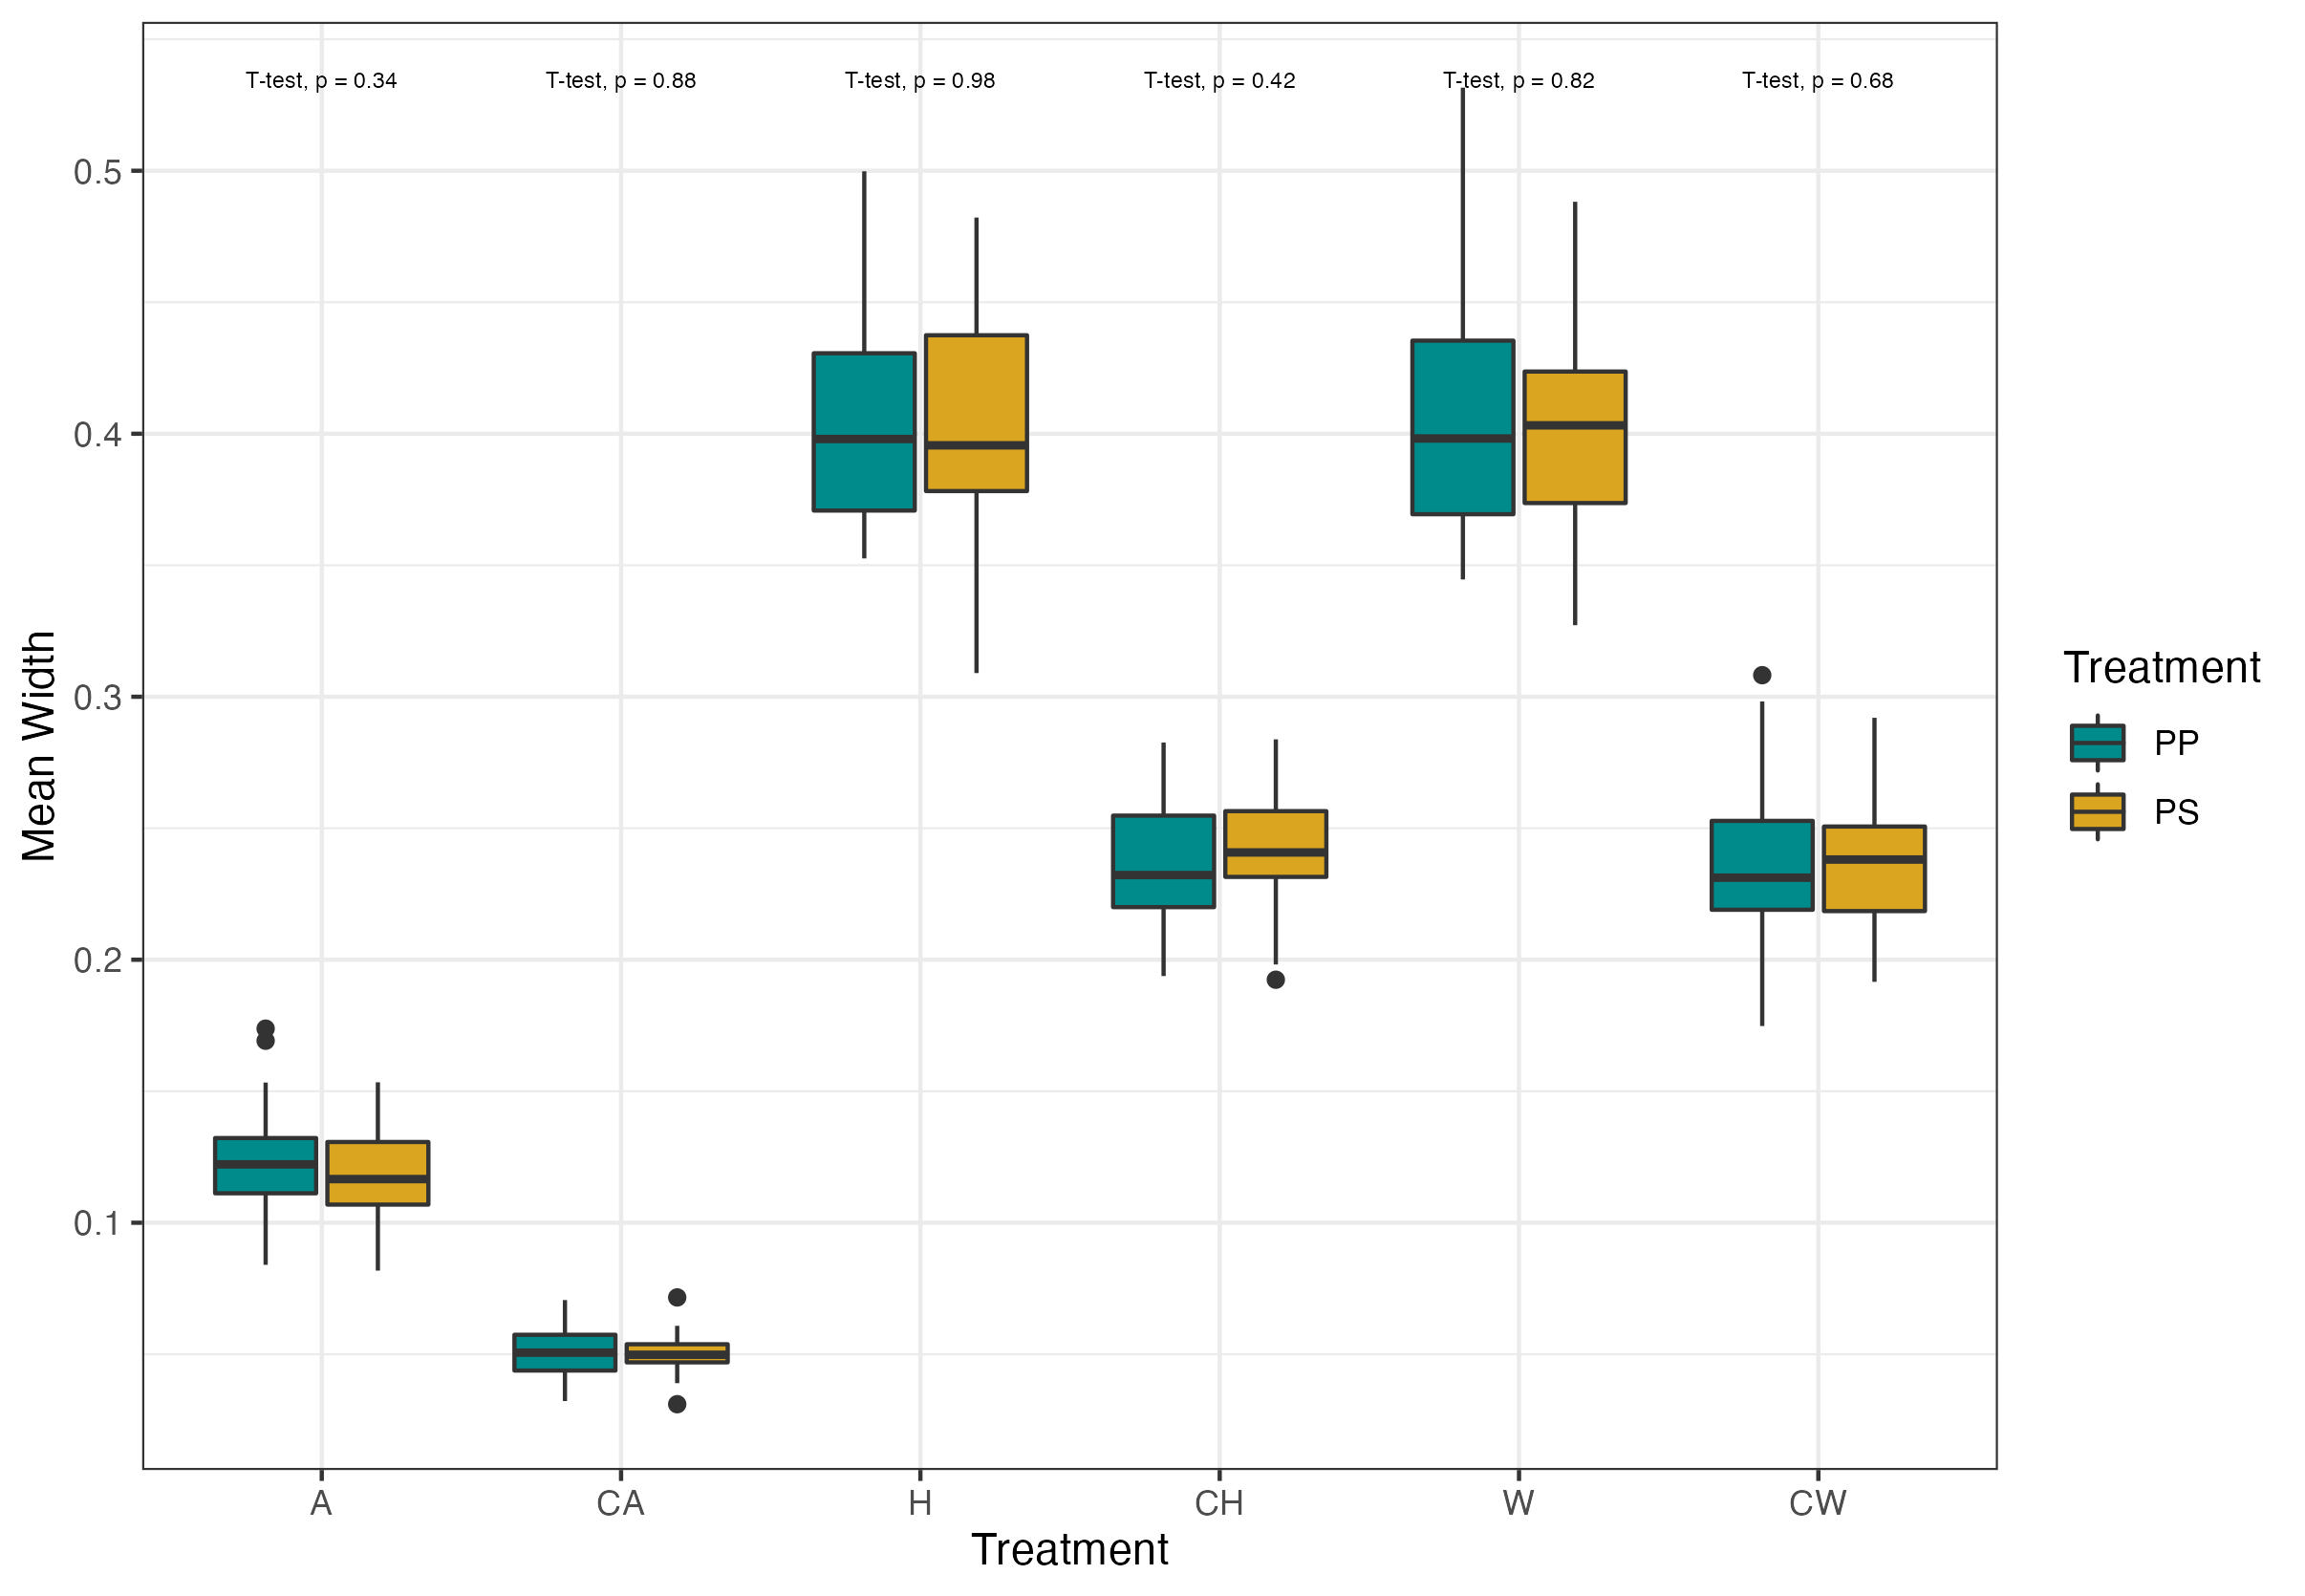 T-test, p = 0.34
T-test, p = 0.88
T-test, p = 0.98
T-test, p = 0.42
T-test, p = 0.82
T-test, p = 0.68
0.5
0.4
0.3
0.2
0.1
Mean Width
A
CA
H
CH
W
CW
Treatment
Treatment
PP
PS